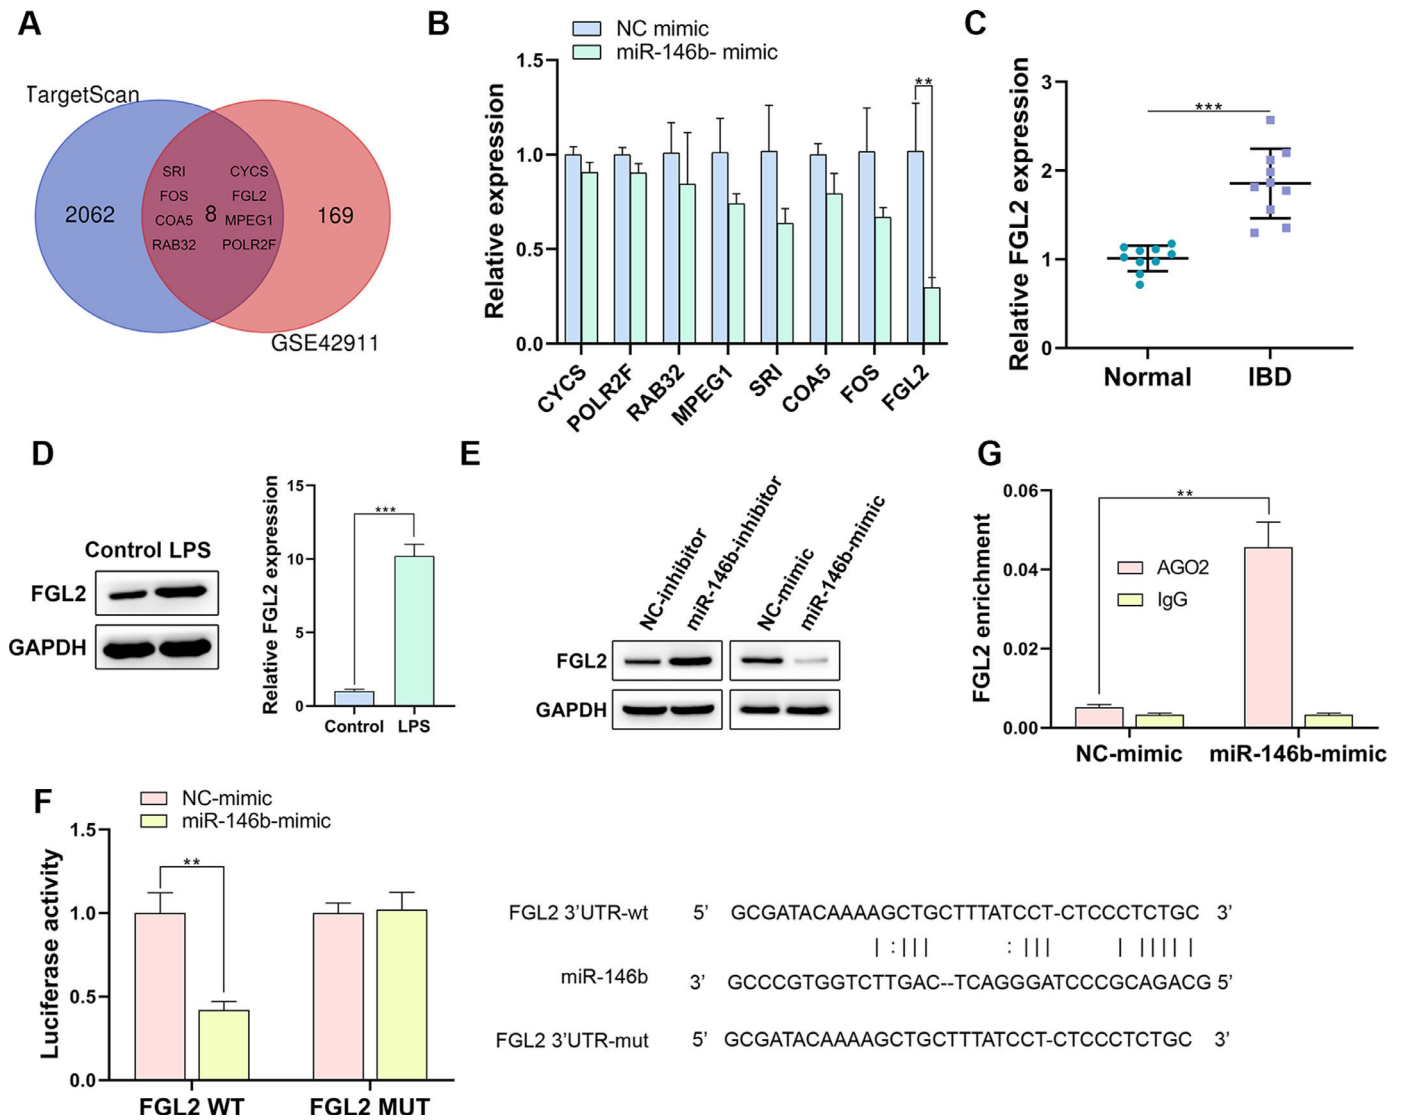 A
TargetScan
2062
SRI
FOS
COA5
RAB32
8
CYCS
FGL2
MPEG1
POLR2F
169
GSE42911
B
NC mimic
miR-146b- mimic
**
Relative expression
1.5
1.0
0.5
0.0
CYCS
POLR2F
RAB32
MPEG1
SRI
COA5
FOS
FGL2
C
***
Relative FGL2 expression
3
2
1
0
Normal
IBD
D
Control LPS
FGL2
GAPDH
Relative FGL2 expression
15
10
5
0
***
Control
LPS
E
NC-inhibitor
miR-146b-inhibitor
NC-mimic
miR-146b-mimic
FGL2
GAPDH
G
FGL2 enrichment
0.06
0.04
0.02
0.00
**
AGO2
IgG
NC-mimic
miR-146b-mimic
F
NC-mimic
miR-146b-mimic
Luciferase activity
1.5
1.0
0.5
0.0
**
FGL2 WT
FGL2 MUT
FGL2 3'UTR-wt 5' GCGATACAAAAGCTGCTTTATCCT-CTCCCTCTGC 3'
| : | | | : | | | | | | | | |
miR-146b 3' GCCCGTGGTCTTGAC--TCAGGGATCCCGCAGACG 5'
FGL2 3'UTR-mut 5' GCGATACAAAAGCTGCTTTATCCT-CTCCCTCTGC 3'